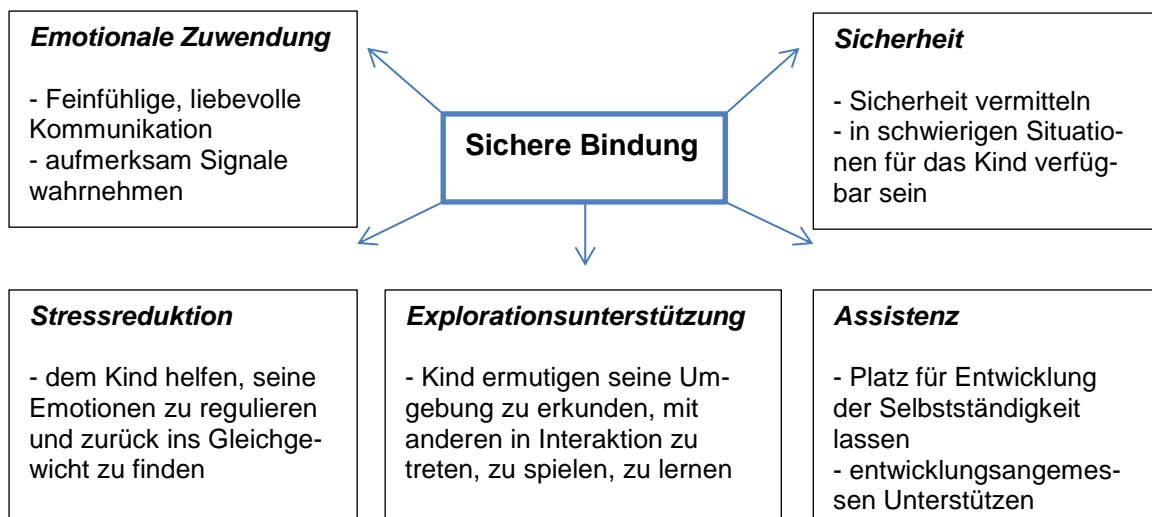 Emotionale Zuwendung
- Feinfühlige, liebevolle
Kommunikation
- aufmerksam Signale
wahrnehmen
Sichere Bindung
Sicherheit
- Sicherheit vermitteln
- in schwierigen Situatio-
nen für das Kind verfüg-
bar sein
Stressreduktion
- dem Kind helfen, seine
Emotionen zu regulieren
und zurück ins Gleichge-
wicht zu finden
Explorationsunterstützung
- Kind ermutigen seine Um-
gebung zu erkunden, mit
anderen in Interaktion zu
treten, zu spielen, zu lernen
Assistenz
- Platz für Entwicklung
der Selbstständigkeit
lassen
- entwicklungsangemes-
sen Unterstützen